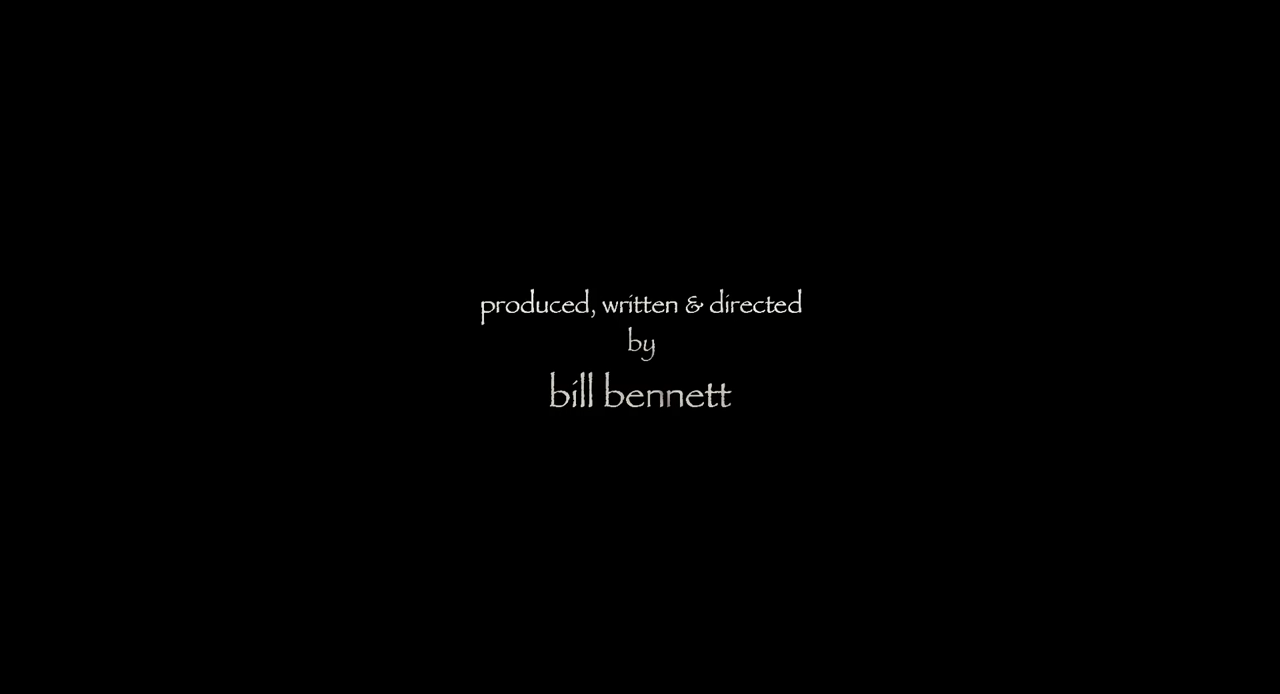 produced, written & directed
by
bill bennett